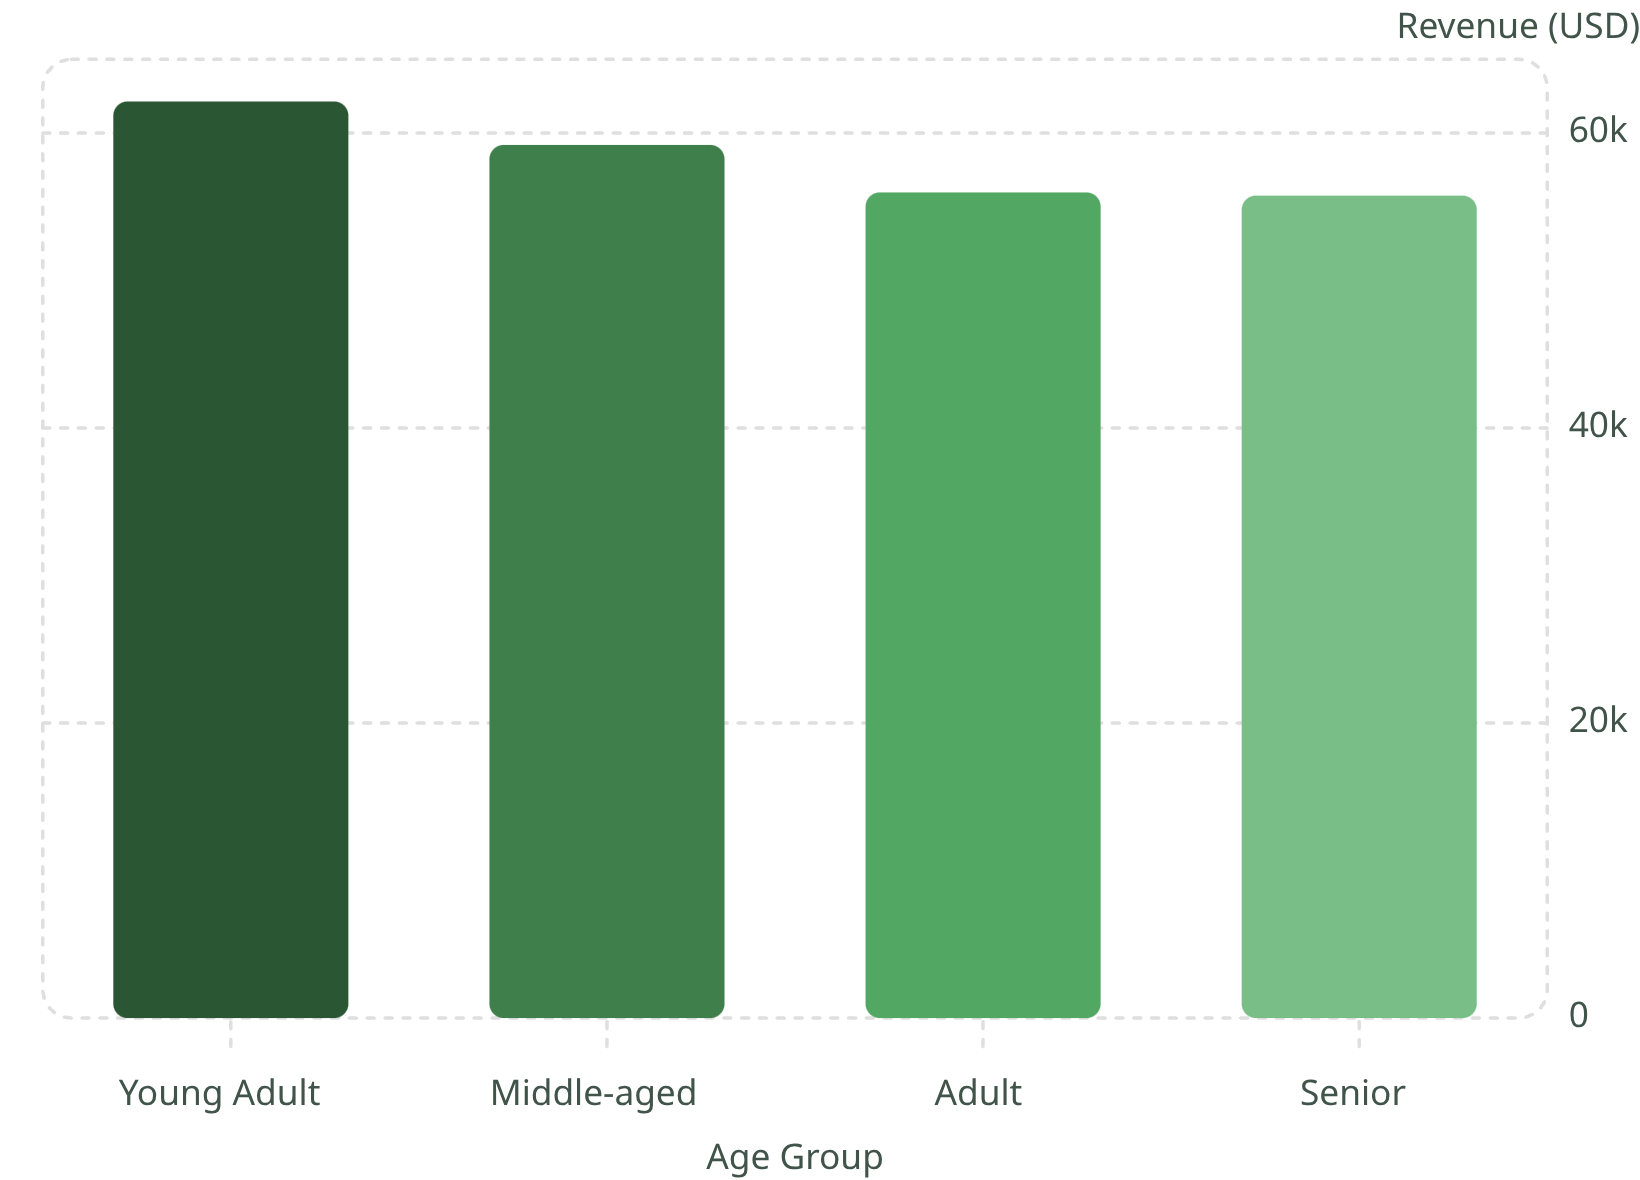 Revenue (USD)
60k
40k
20k
0
Young Adult
Middle-aged
Adult
Senior
Age Group